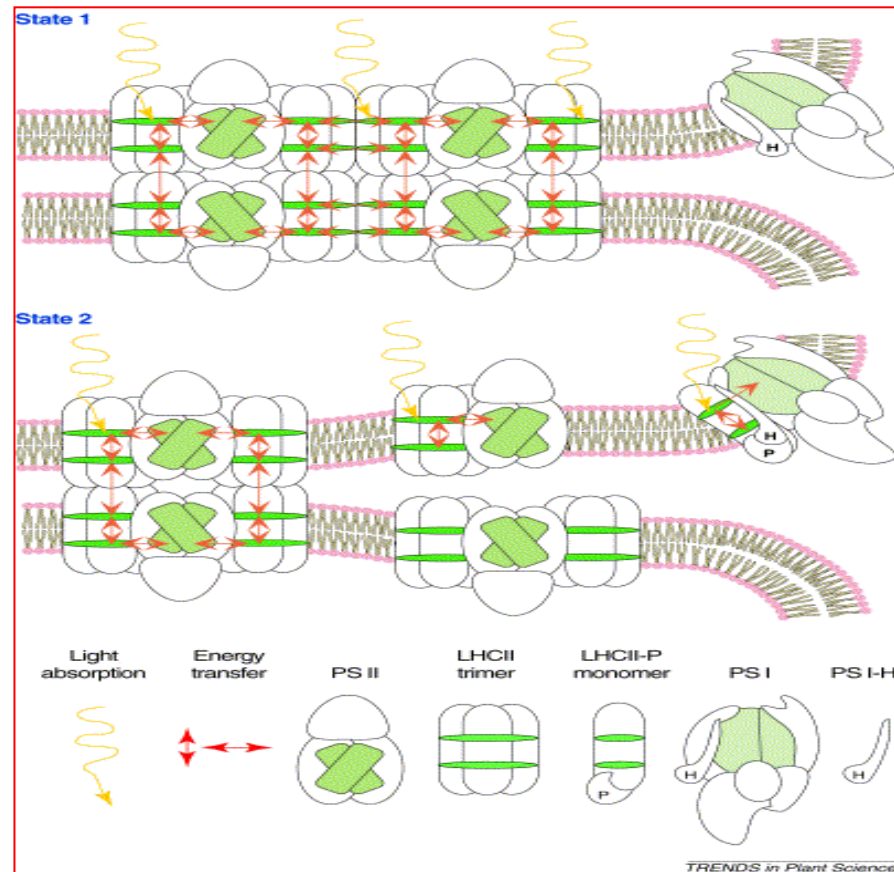 State 1
H
State 2
H
P
Light absorption
Energy transfer
PS II
LHCII trimer
LHCII-P monomer
PS I
PS I-H
P
H
H
TRENDS in Plant Science